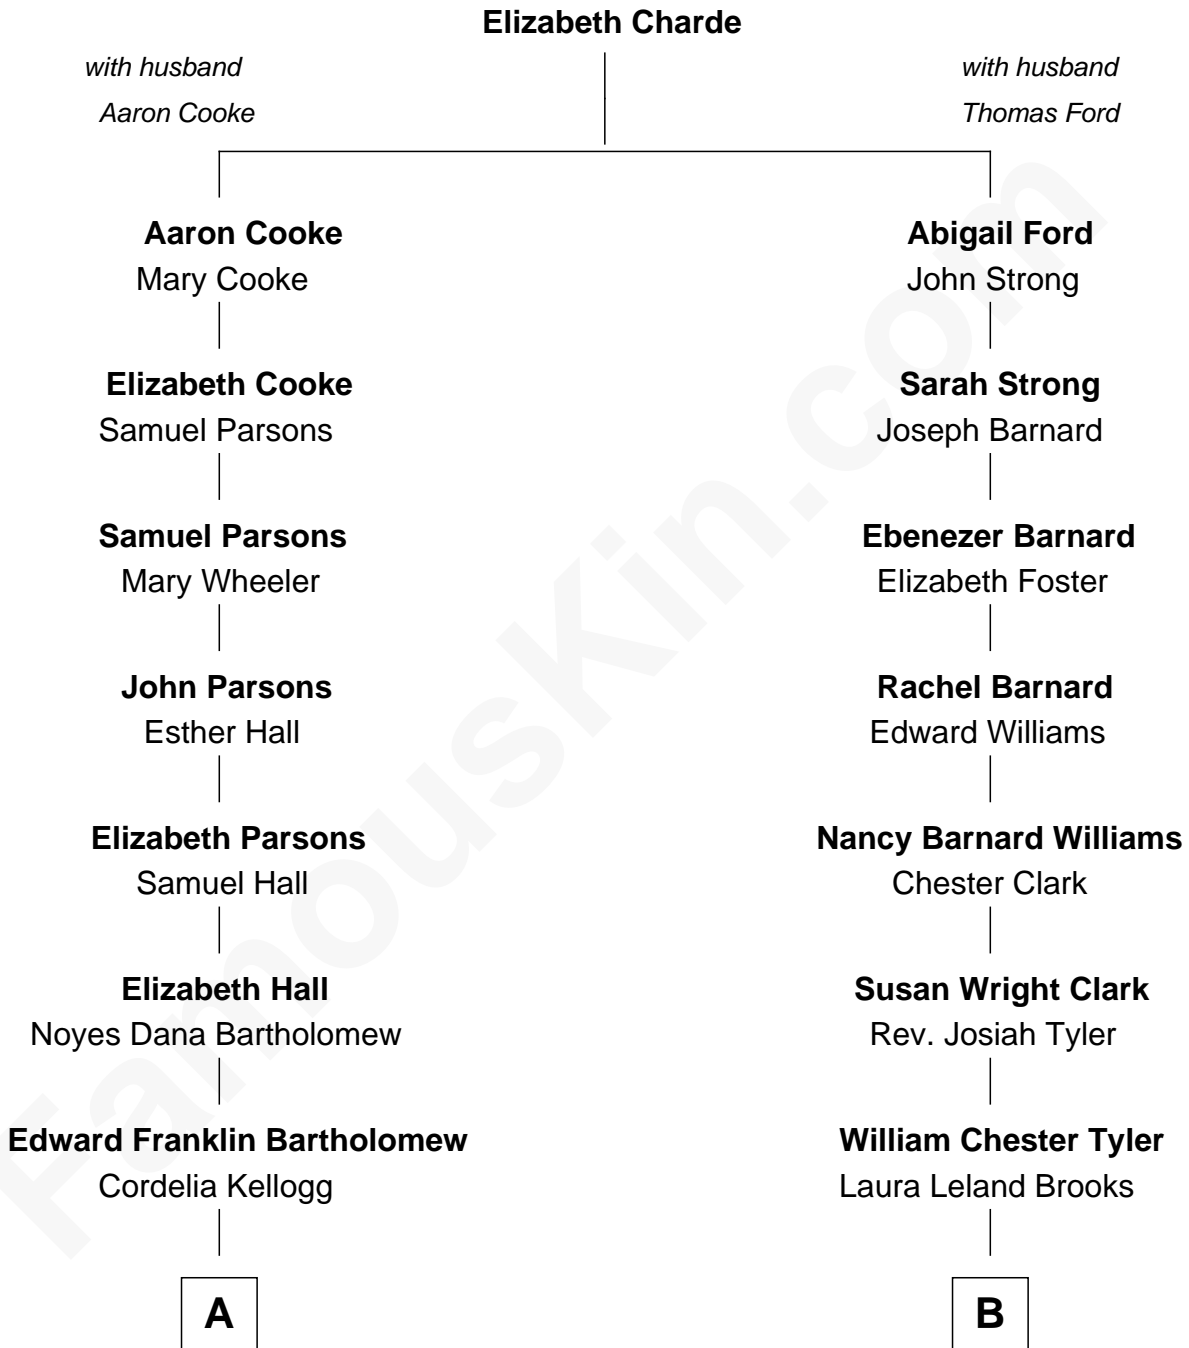 Elizabeth Charde
with husband
Aaron Cooke
with husband
Thomas Ford
Aaron Cooke
Mary Cooke
Abigail Ford
John Strong
Elizabeth Cooke
Samuel Parsons
Sarah Strong
Joseph Barnard
Samuel Parsons
Mary Wheeler
Ebenezer Barnard
Elizabeth Foster
John Parsons
Esther Hall
Rachel Barnard
Edward Williams
Elizabeth Parsons
Samuel Hall
Nancy Barnard Williams
Chester Clark
Elizabeth Hall
Noyes Dana Bartholomew
Susan Wright Clark
Rev. Josiah Tyler
Edward Franklin Bartholomew
Cordelia Kellogg
William Chester Tyler
Laura Leland Brooks
A
B
FamousKin.com